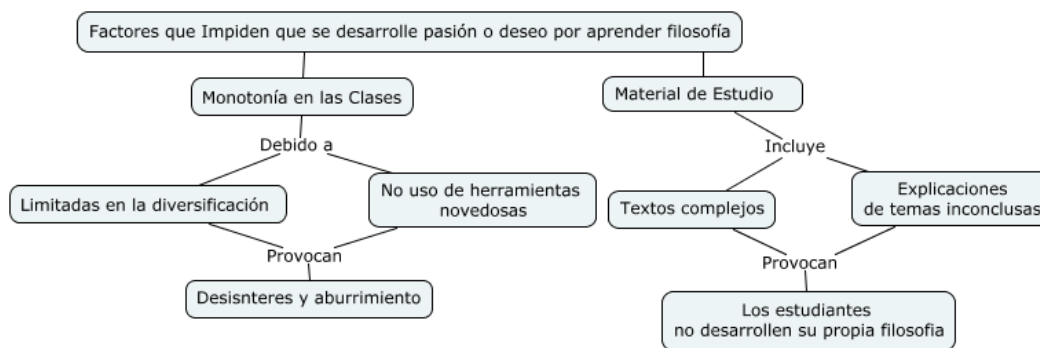 Factores que Impiden que se desarrolle pasión o deseo por aprender filosofía
Monotonía en las Clases
Material de Estudio
Debido a
Incluye
Limitadas en la diversificación
No uso de herramientas
novedosas
Textos complejos
Explicaciones
de temas inconclusas
Provocan
Provocan
Desisnteres y aburrimiento
Los estudiantes
no desarrollen su propia filosofia